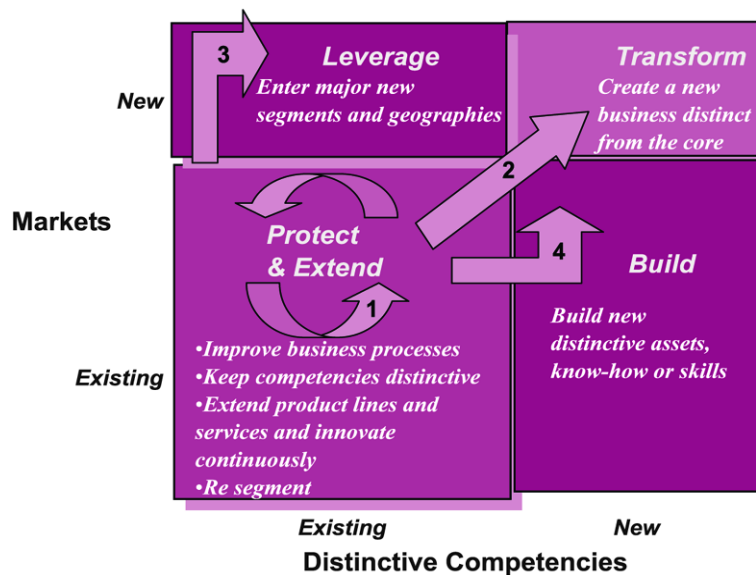 3
Leverage
Enter major new
segments and geographies
Transform
Create a new
business distinct
from the core
New
2
Markets
Protect
& Extend
4
Build
1
Build new
distinctive assets,
know-how or skills
•Improve business processes
•Keep competencies distinctive
•Extend product lines and
services and innovate
continuously
•Re segment
Existing
Existing
New
Distinctive Competencies